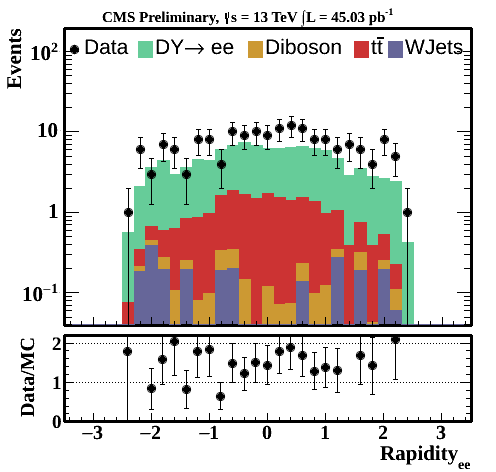 CMS Preliminary, √s = 13 TeV ∫L = 45.03 pb⁻¹
Events
Data DY→ ee Diboson tt̄ WJets
10²
10
1
10⁻¹
Data/MC
2
1
0
−3 −2 −1 0 1 2 3
Rapidity_ee